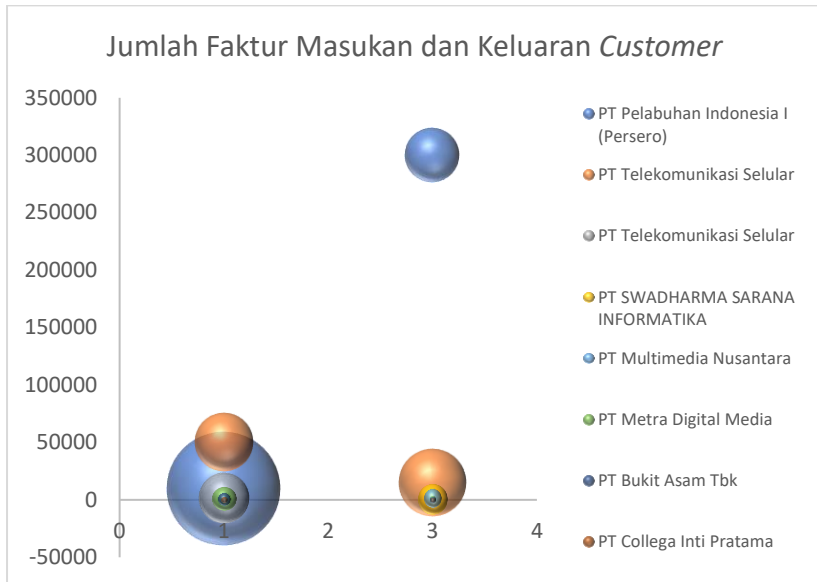 Jumlah Faktur Masukan dan Keluaran Customer
350000
300000
250000
200000
150000
100000
50000
0
-50000
0
1
2
3
4
PT Pelabuhan Indonesia I
(Persero)
PT Telekomunikasi Selular
PT Telekomunikasi Selular
PT SWADHARMA SARANA
INFORMATIKA
PT Multimedia Nusantara
PT Metra Digital Media
PT Bukit Asam Tbk
PT Collega Inti Pratama